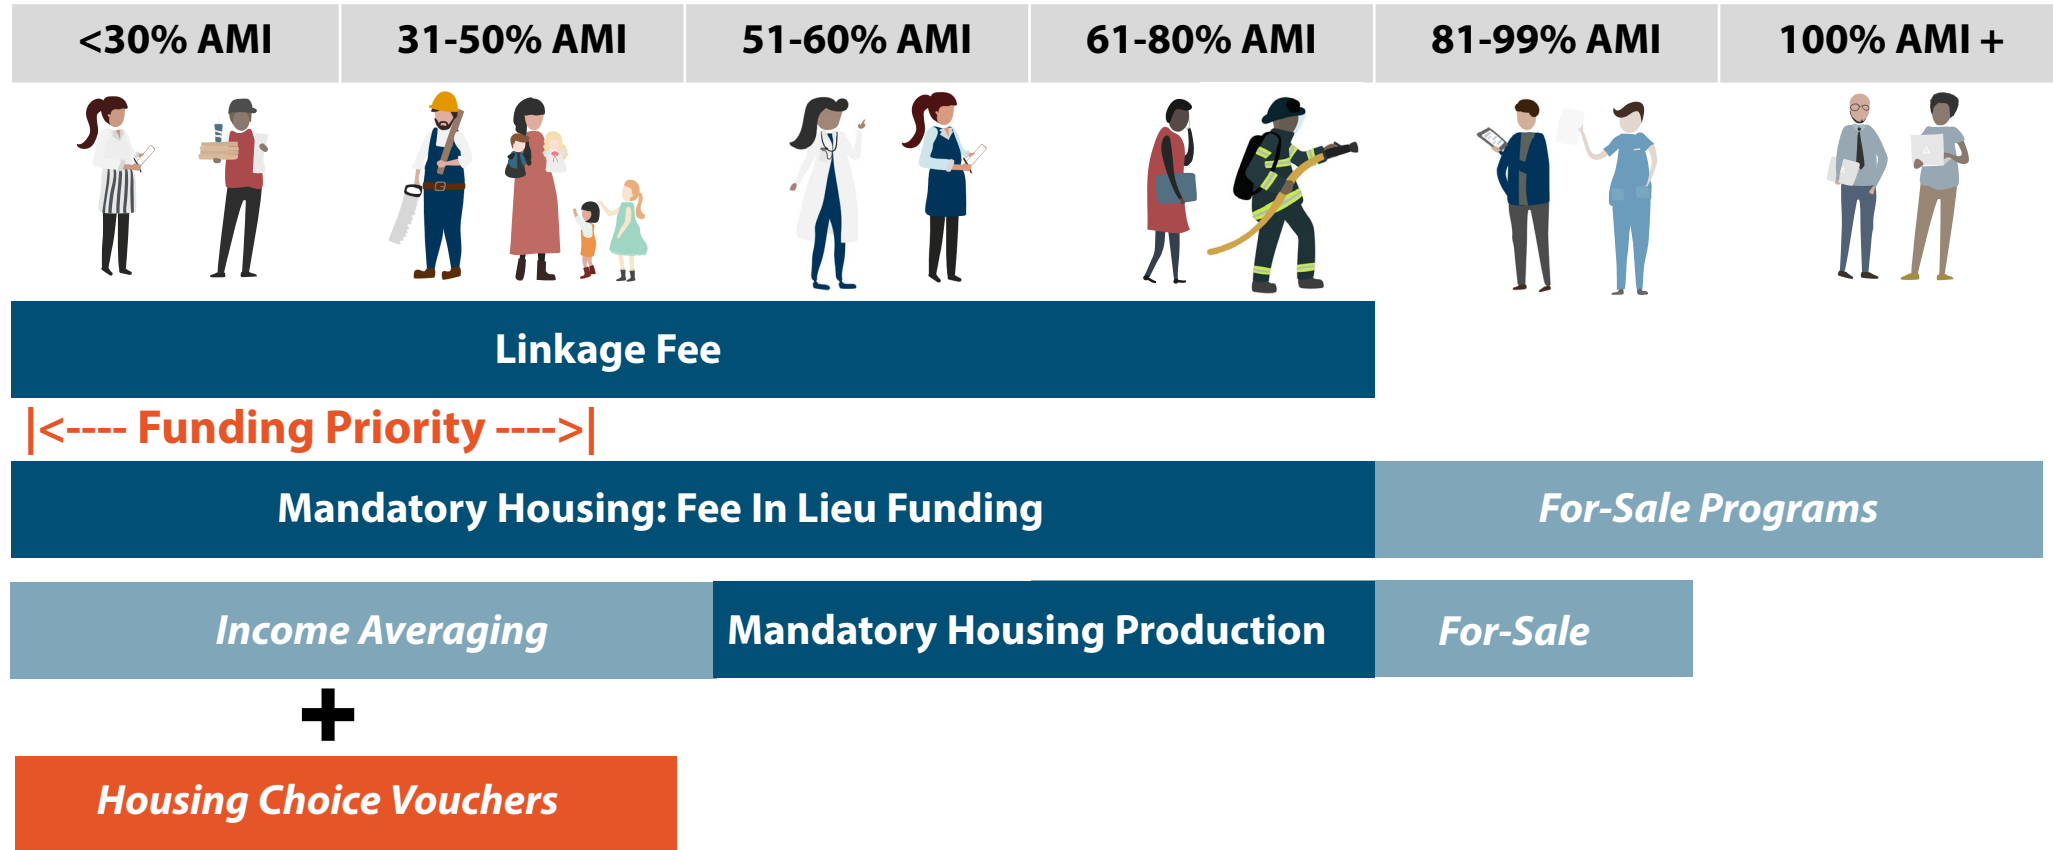 <30% AMI
31-50% AMI
51-60% AMI
61-80% AMI
81-99% AMI
100% AMI +
Linkage Fee
|<---- Funding Priority ---->|
Mandatory Housing: Fee In Lieu Funding
For-Sale Programs
Income Averaging
Mandatory Housing Production
For-Sale
+
Housing Choice Vouchers